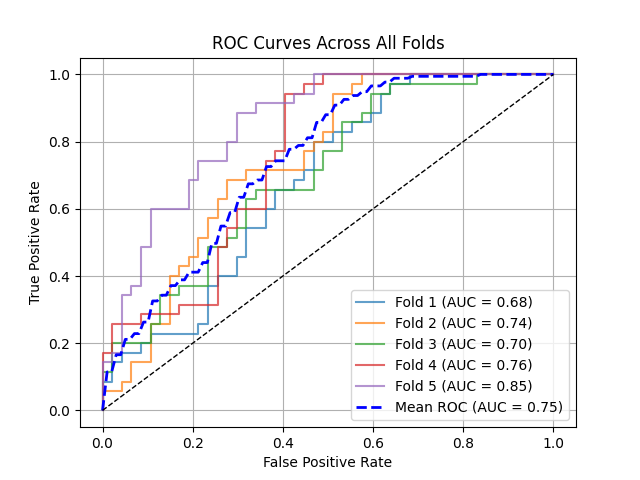 ROC Curves Across All Folds
True Positive Rate
1.0
0.8
0.6
0.4
0.2
0.0
Fold 1 (AUC = 0.68)
Fold 2 (AUC = 0.74)
Fold 3 (AUC = 0.70)
Fold 4 (AUC = 0.76)
Fold 5 (AUC = 0.85)
Mean ROC (AUC = 0.75)
0.0 0.2 0.4 0.6 0.8 1.0
False Positive Rate